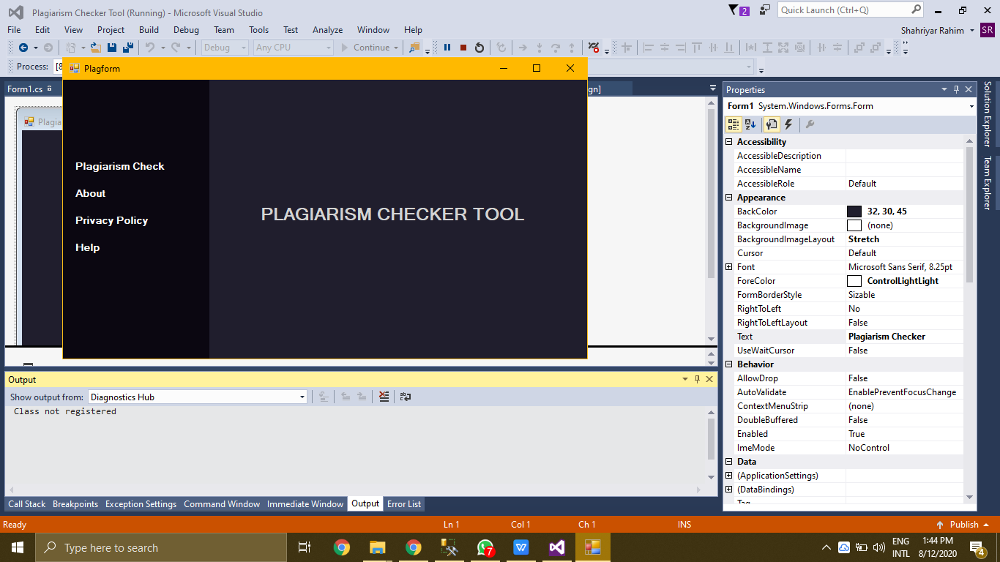 Plagiarism Checker Tool (Running) - Microsoft Visual Studio
2
Quick Launch (Ctrl+Q)
File Edit View Project Build Debug Team Tools Test Analyze Window Help
Shahriyar Rahim SR
Debug Any CPU Continue
Process: [8
Plagform
Form1.cs
gn]
Plagia
Plagiarism Check
About
Privacy Policy
Help
PLAGIARISM CHECKER TOOL
Properties
Form1 System.Windows.Forms.Form
Accessibility
AccessibleDescription
AccessibleName
AccessibleRole Default
Appearance
BackColor 32, 30, 45
BackgroundImage (none)
BackgroundImageLayout Stretch
Cursor Default
Font Microsoft Sans Serif, 8.25pt
ForeColor ControlLightLight
FormBorderStyle Sizable
RightToLeft No
RightToLeftLayout False
Text Plagiarism Checker
UseWaitCursor False
Behavior
AllowDrop False
AutoValidate EnablePreventFocusChange
ContextMenuStrip (none)
DoubleBuffered False
Enabled True
ImeMode NoControl
Data
(ApplicationSettings)
(DataBindings)
Tag
Solution Explorer
Team Explorer
Output
Show output from: Diagnostics Hub
Class not registered
Call Stack Breakpoints Exception Settings Command Window Immediate Window Output Error List
Ready Ln 1 Col 1 Ch 1 INS Publish
Type here to search
7
W
ENG
INTL
1:44 PM
8/12/2020
4